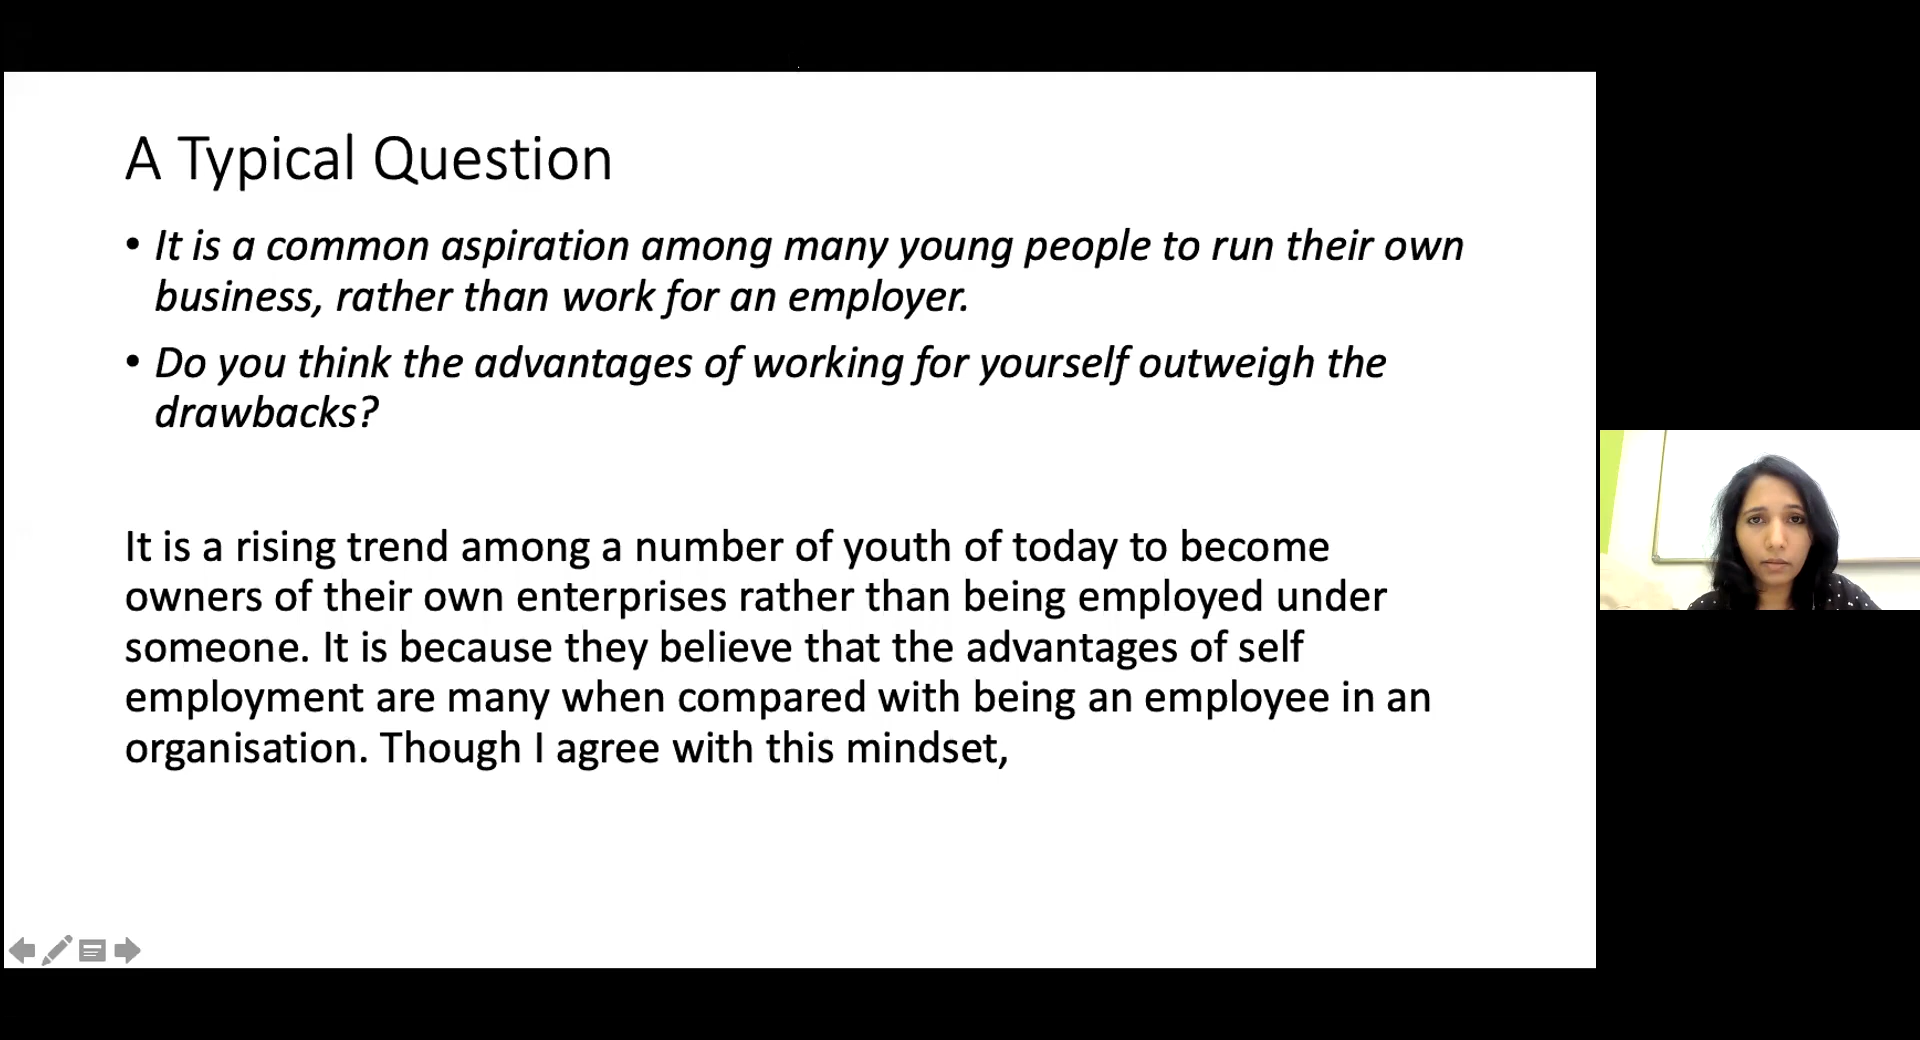 A Typical Question
• It is a common aspiration among many young people to run their own
business, rather than work for an employer.
• Do you think the advantages of working for yourself outweigh the
drawbacks?
It is a rising trend among a number of youth of today to become
owners of their own enterprises rather than being employed under
someone. It is because they believe that the advantages of self
employment are many when compared with being an employee in an
organisation. Though I agree with this mindset,